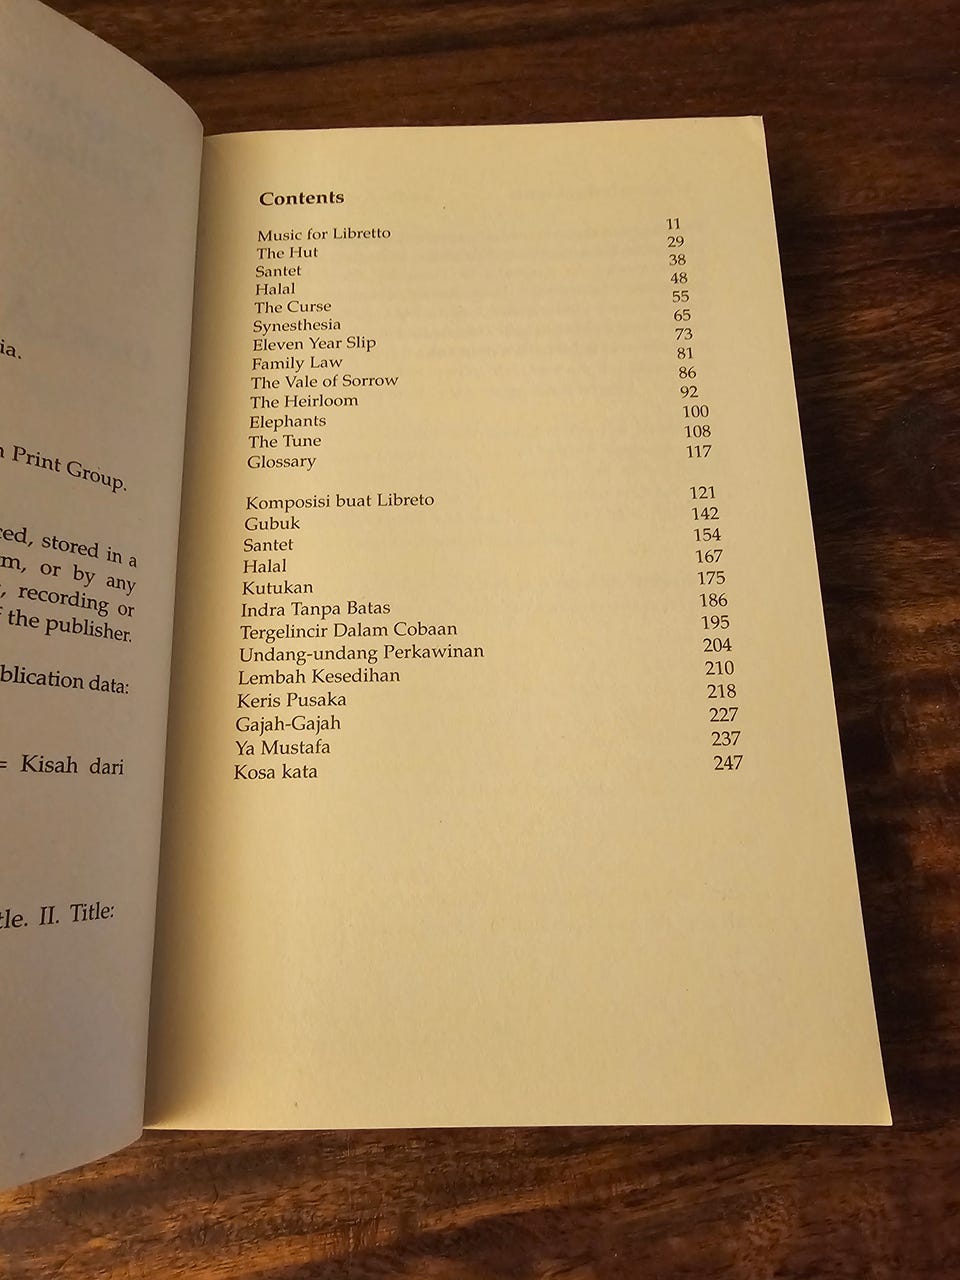 ia.
Print Group.
stored in a
or by any
recording or
the publisher.
data:
= Kisah dari
II. Title:
Contents
Music for Libretto 11
The Hut 29
Santet 38
Halal 48
The Curse 55
Synesthesia 65
Eleven Year Slip 73
Family Law 81
The Vale of Sorrow 86
The Heirloom 92
Elephants 100
The Tune 108
Glossary 117
Komposisi buat Libreto 121
Gubuk 142
Santet 154
Halal 167
Kutukan 175
Indra Tanpa Batas 186
Tergelincir Dalam Cobaan 195
Undang-undang Perkawinan 204
Lembah Kesedihan 210
Keris Pusaka 218
Gajah-Gajah 227
Ya Mustafa 237
Kosa kata 247